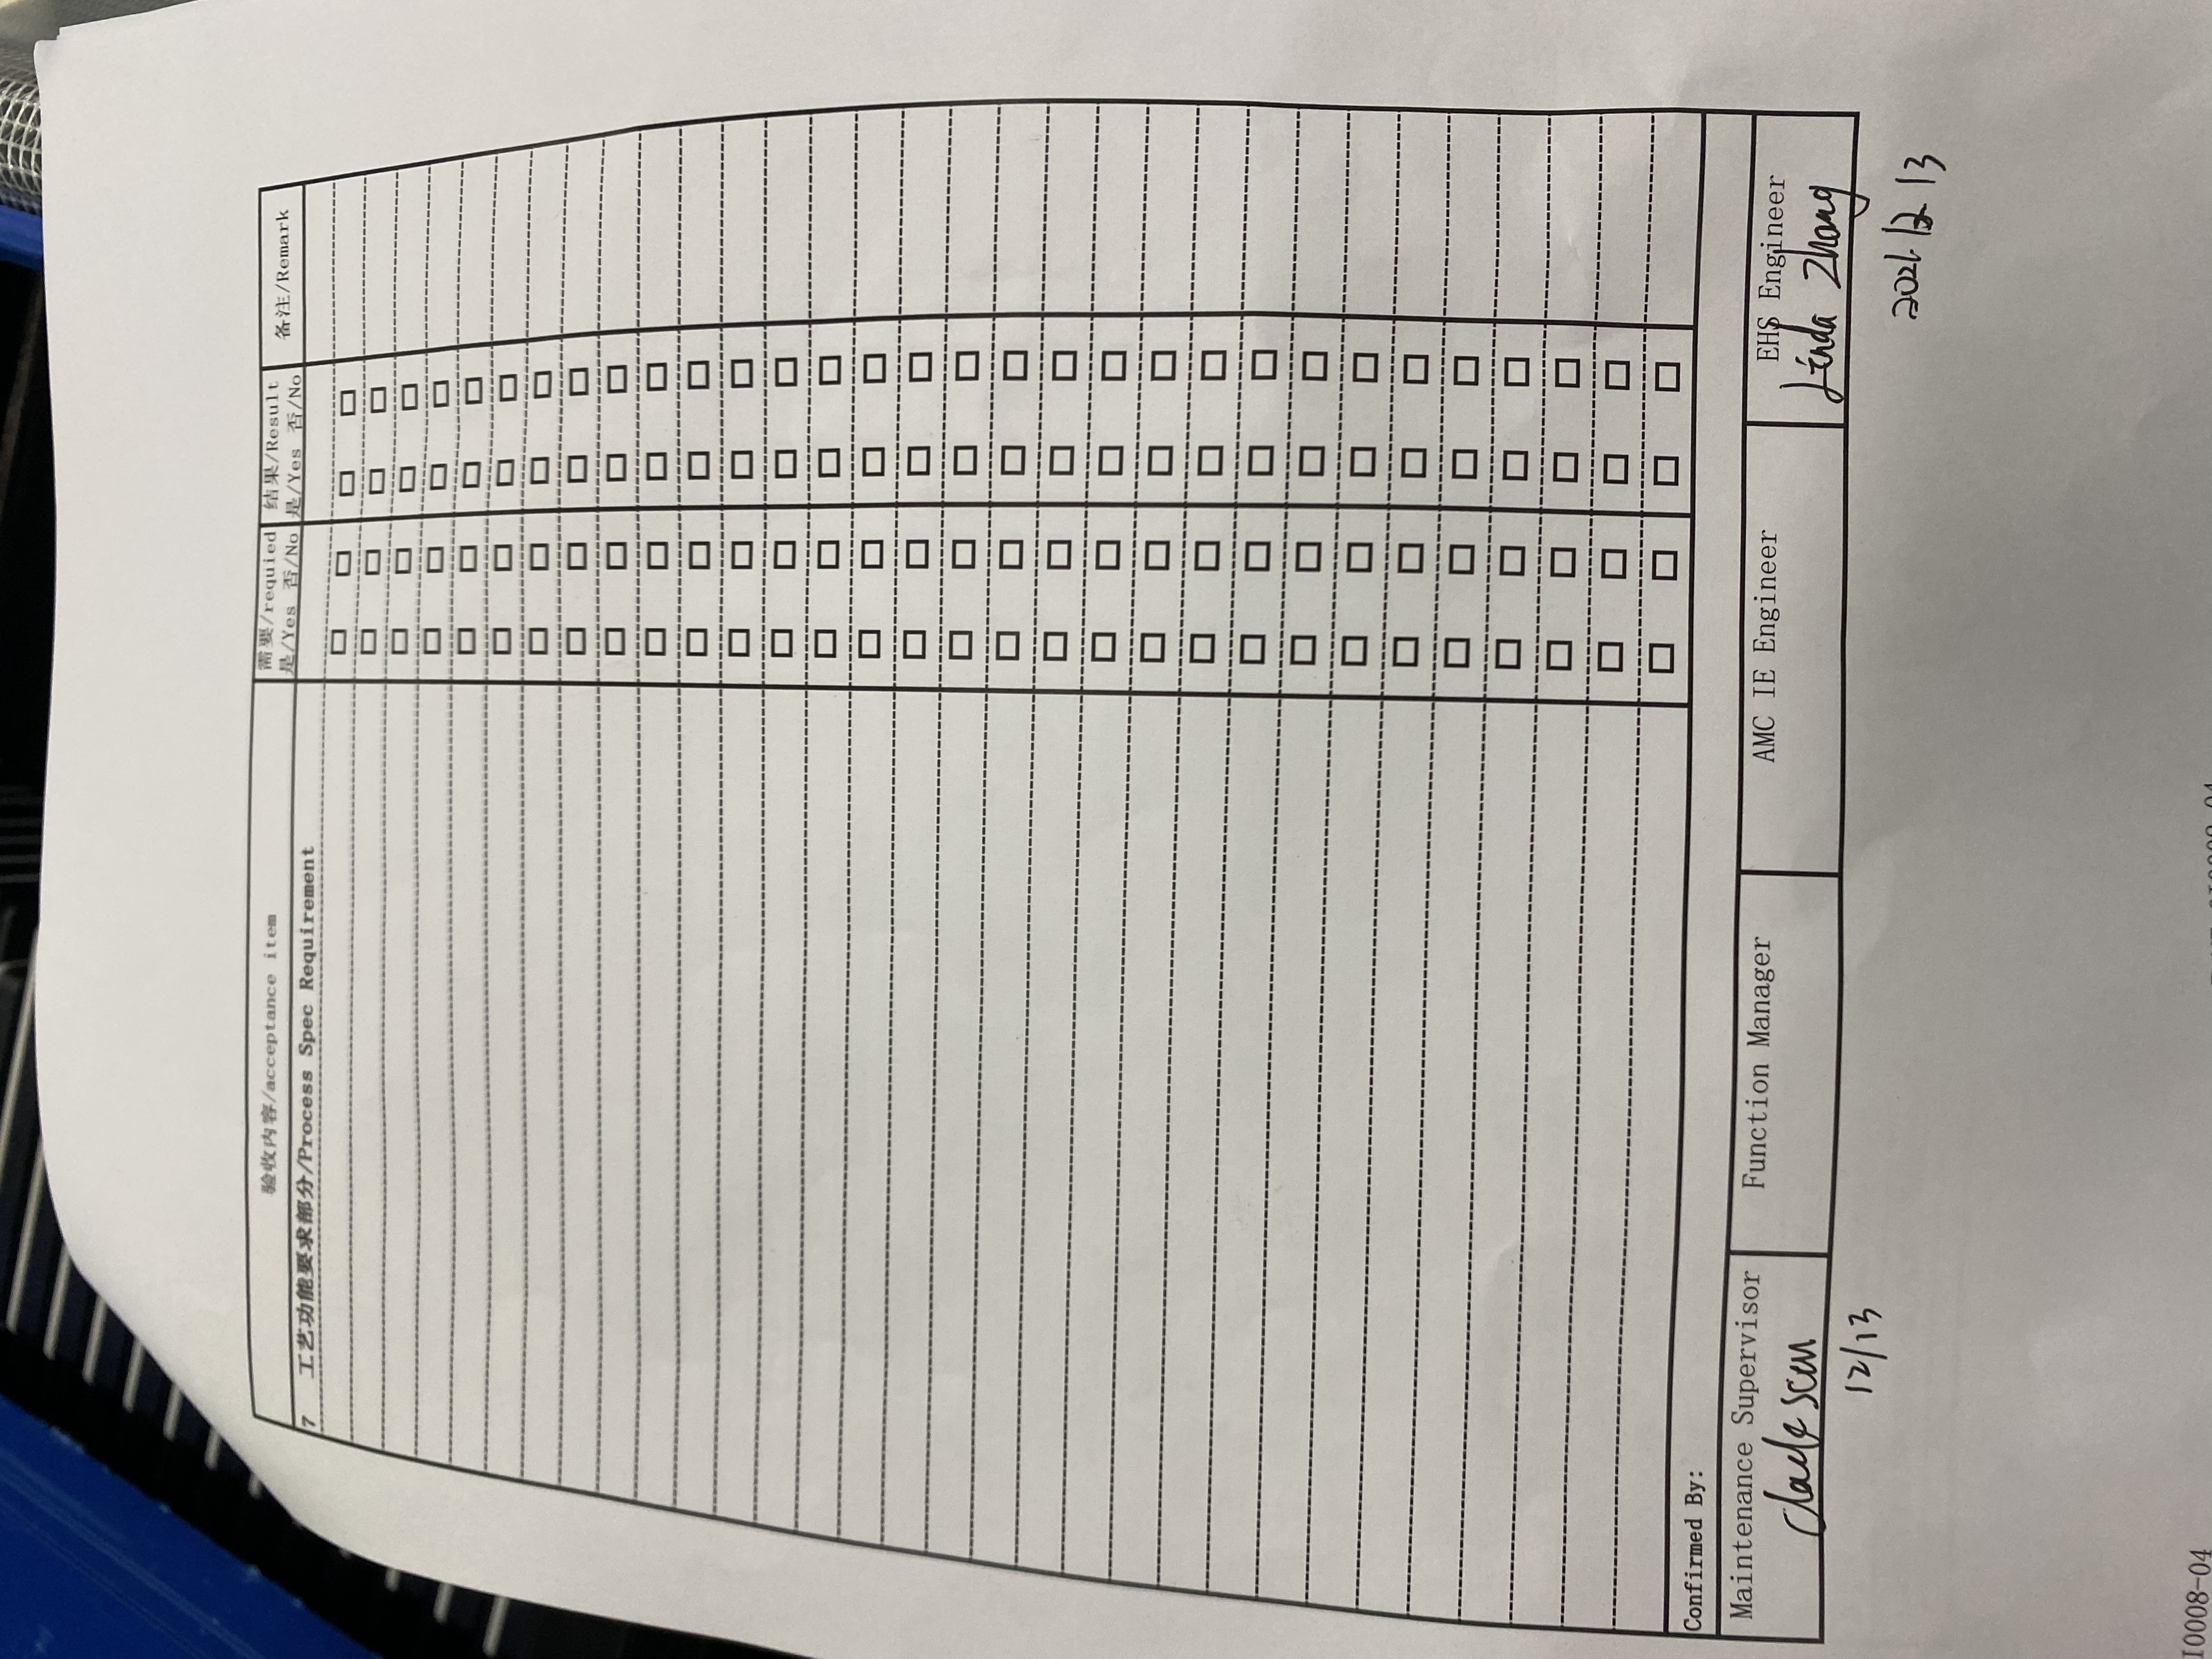 验收内容/acceptance item 需要/requied 结果/Result 备注/Remark
是/Yes 否/No 是/Yes 否/No
7 工艺功能要求部分/Process Spec Requirement
Confirmed By:
Maintenance Supervisor Function Manager AMC IE Engineer EHS Engineer
Linda Zhang
12/13
2021.12 13
I0008-04